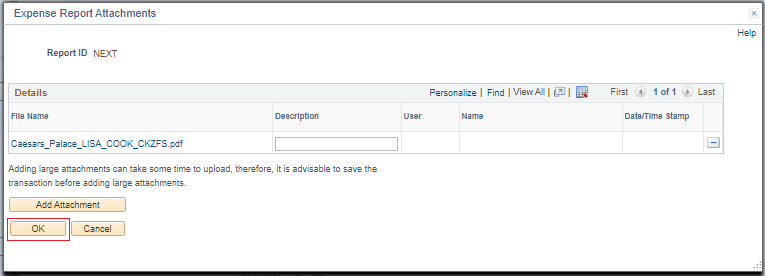 Expense Report Attachments
Help
Report ID NEXT
Details Personalize | Find | View All | | First 1 of 1 Last
File Name Description User Name Date/Time Stamp
Caesars_Palace_LISA_COOK_CKZFS.pdf
Adding large attachments can take some time to upload, therefore, it is advisable to save the
transaction before adding large attachments.
Add Attachment
OK Cancel